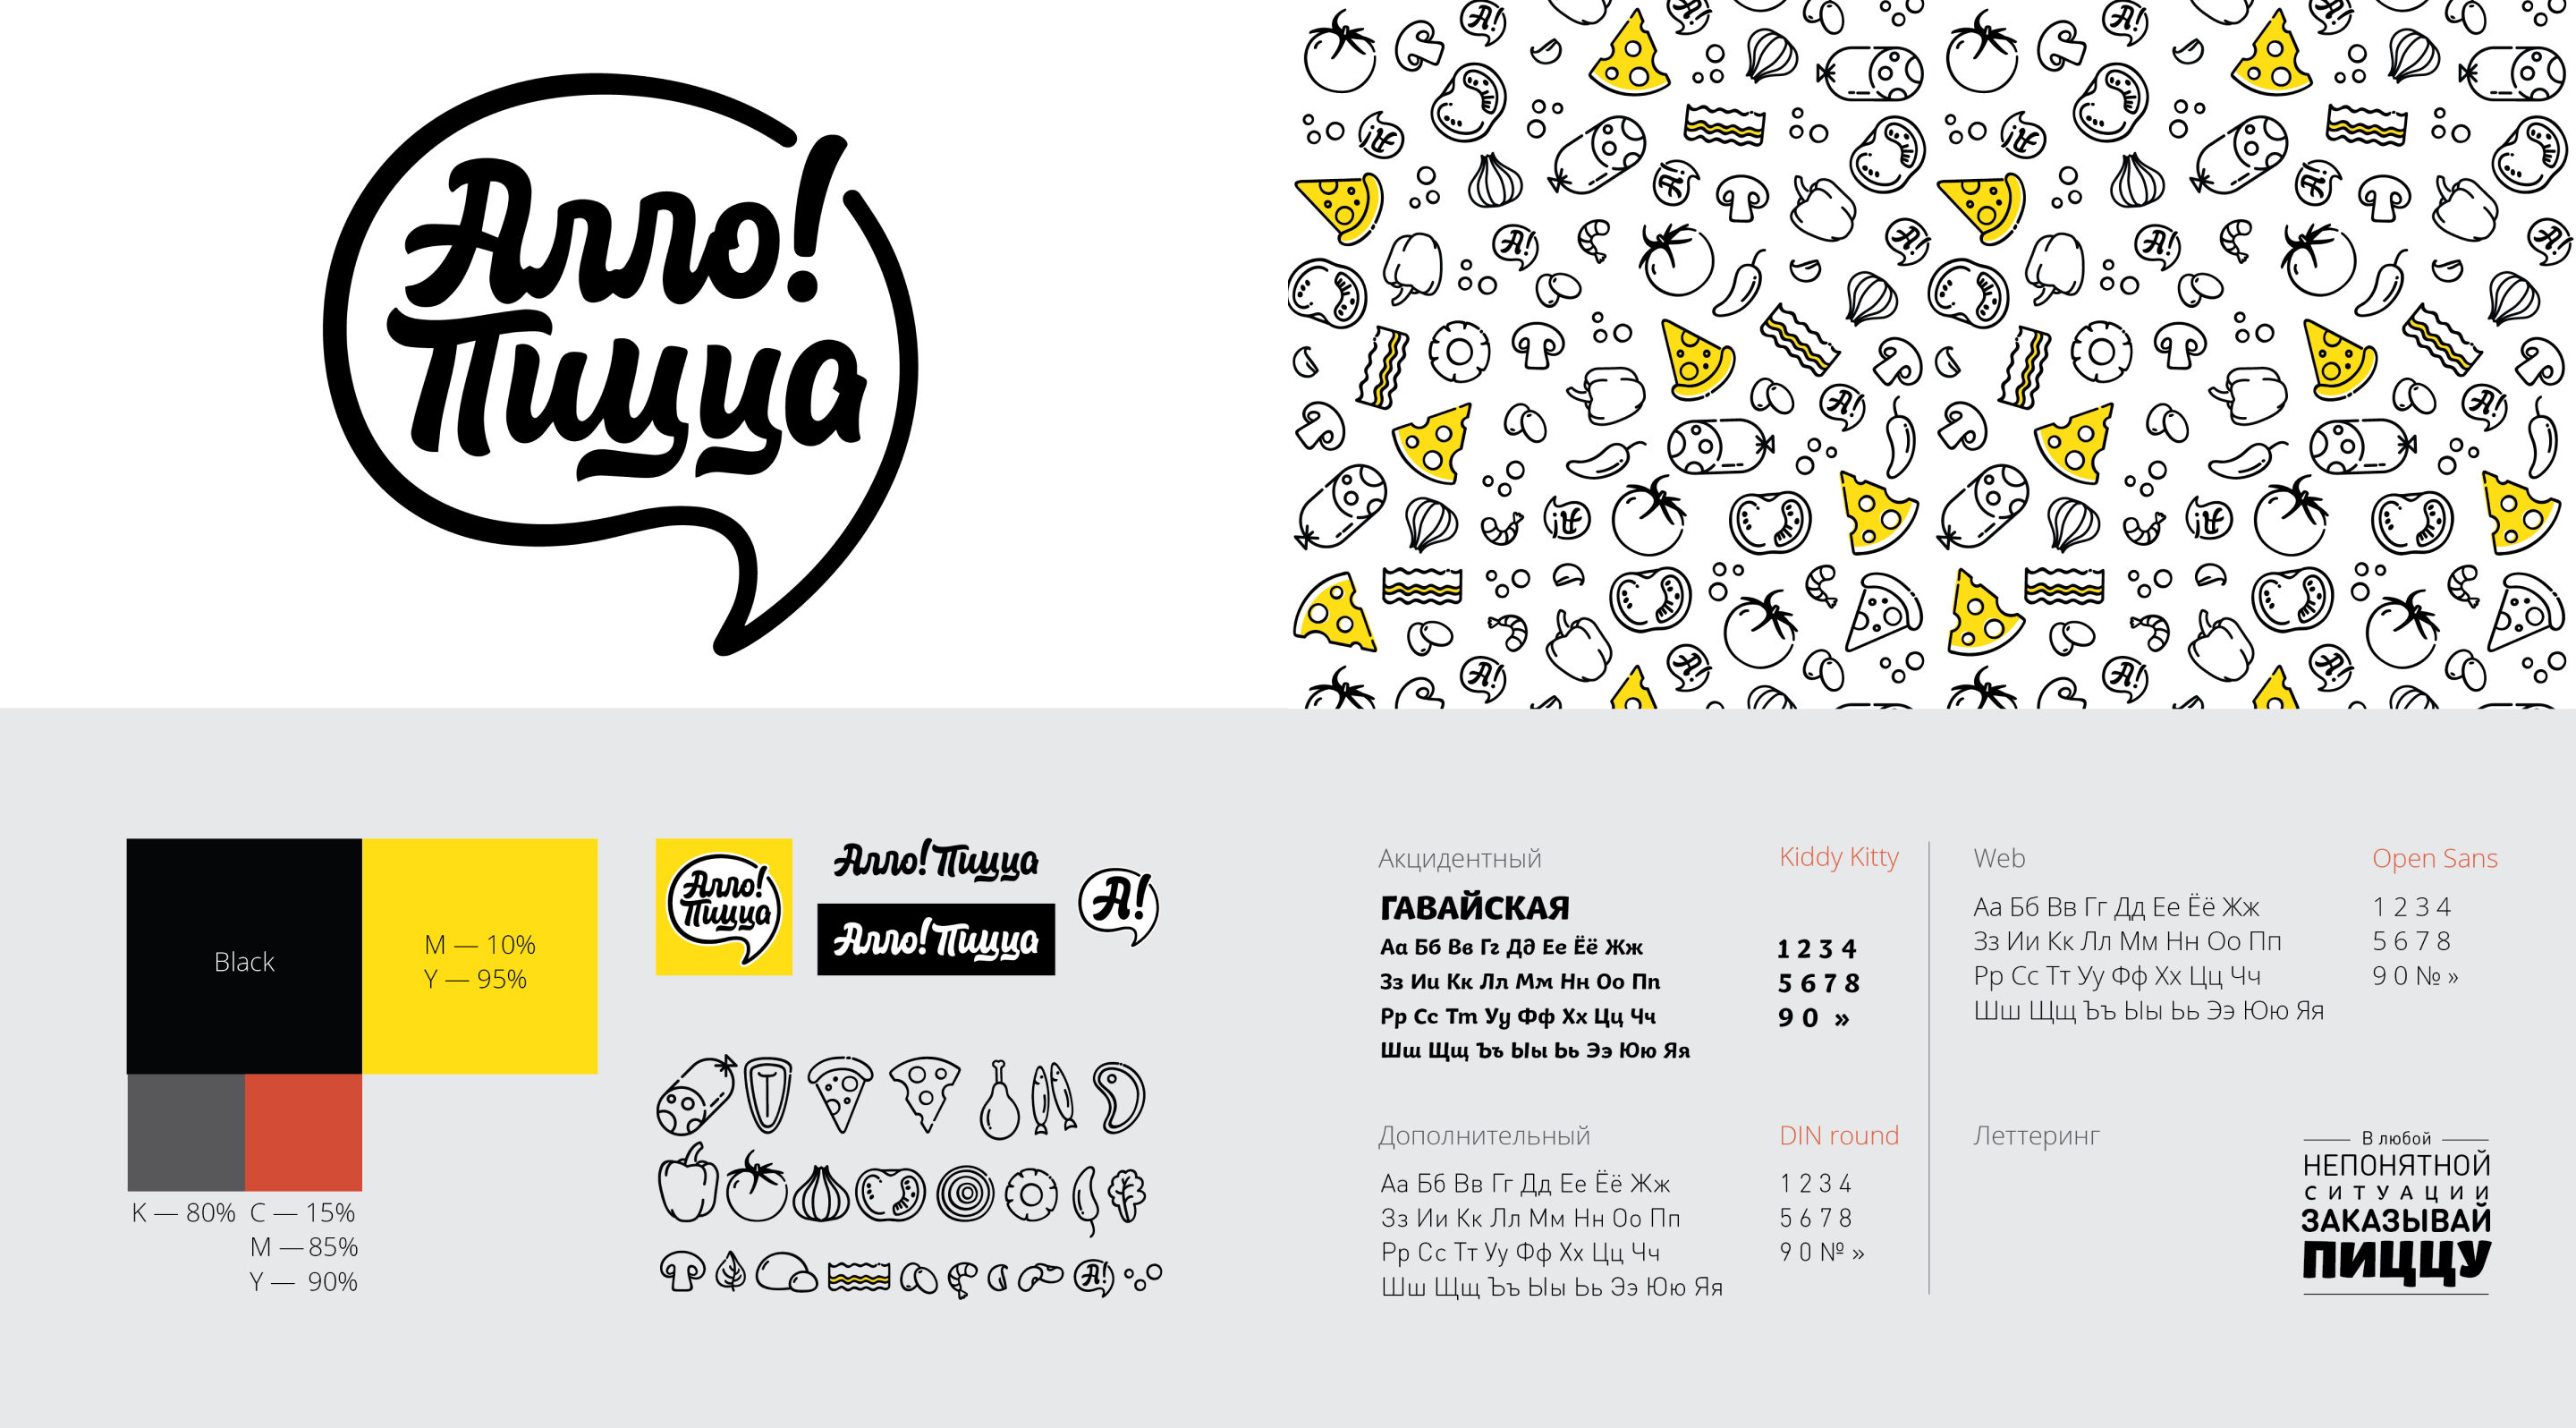 Алло!
Пицца
Black
M — 10%
Y — 95%
K — 80%
C — 15%
M — 85%
Y — 90%
Алло!
Пицца
Алло! Пицца
Алло! Пицца
А!
А!
Акцидентный
Kiddy Kitty
ГАВАЙСКАЯ
Аа Бб Вв Гг Дд Ее Ёё Жж
Зз Ии Кк Лл Мм Нн Оо Пп
Рр Сс Тт Уу Фф Хх Цц Чч
Шш Щщ Ъъ Ыы Ьь Ээ Юю Яя
1 2 3 4
5 6 7 8
9 0 »
Дополнительный
DIN round
Аа Бб Вв Гг Дд Ее Ёё Жж
Зз Ии Кк Лл Мм Нн Оо Пп
Рр Сс Тт Уу Фф Хх Цц Чч
Шш Щщ Ъъ Ыы Ьь Ээ Юю Яя
1 2 3 4
5 6 7 8
9 0 № »
Web
Open Sans
Аа Бб Вв Гг Дд Ее Ёё Жж
Зз Ии Кк Лл Мм Нн Оо Пп
Рр Сс Тт Уу Фф Хх Цц Чч
Шш Щщ Ъъ Ыы Ьь Ээ Юю Яя
1 2 3 4
5 6 7 8
9 0 № »
Леттеринг
В любой
НЕПОНЯТНОЙ
СИТУАЦИИ
ЗАКАЗЫВАЙ
ПИЦЦУ